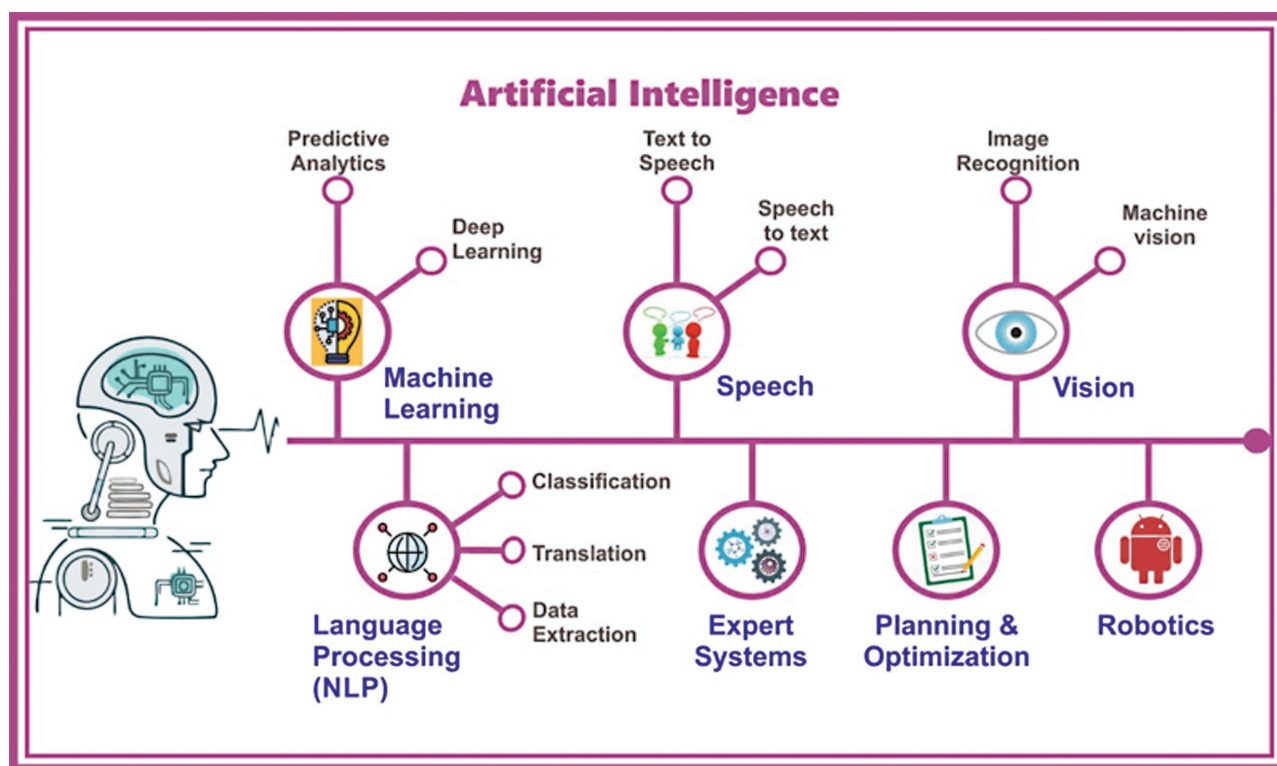 Artificial Intelligence
Predictive
Analytics
Deep
Learning
Machine
Learning
Text to
Speech
Speech
to text
Speech
Image
Recognition
Machine
vision
Vision
Classification
Translation
Data
Extraction
Language
Processing
(NLP)
Expert
Systems
Planning &
Optimization
Robotics